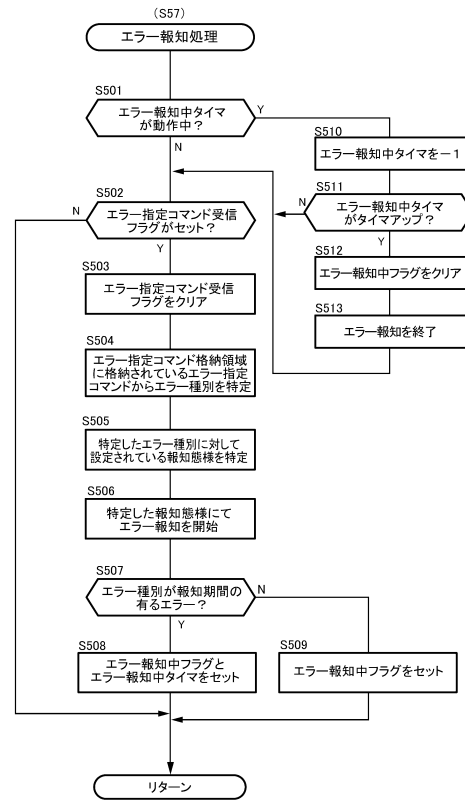 (S57)
エラー報知処理
S501
エラー報知中タイマ
が動作中？
Y
N
S510
エラー報知中タイマを－１
S511
エラー報知中タイマ
がタイマアップ？
N
Y
S512
エラー報知中フラグをクリア
S513
エラー報知を終了
S502
エラー指定コマンド受信
フラグがセット？
N
Y
S503
エラー指定コマンド受信
フラグをクリア
S504
エラー指定コマンド格納領域
に格納されているエラー指定
コマンドからエラー種別を特定
S505
特定したエラー種別に対して
設定されている報知態様を特定
S506
特定した報知態様にて
エラー報知を開始
S507
エラー種別が報知期間の
有るエラー？
N
Y
S508
エラー報知中フラグと
エラー報知中タイマをセット
S509
エラー報知中フラグをセット
リターン